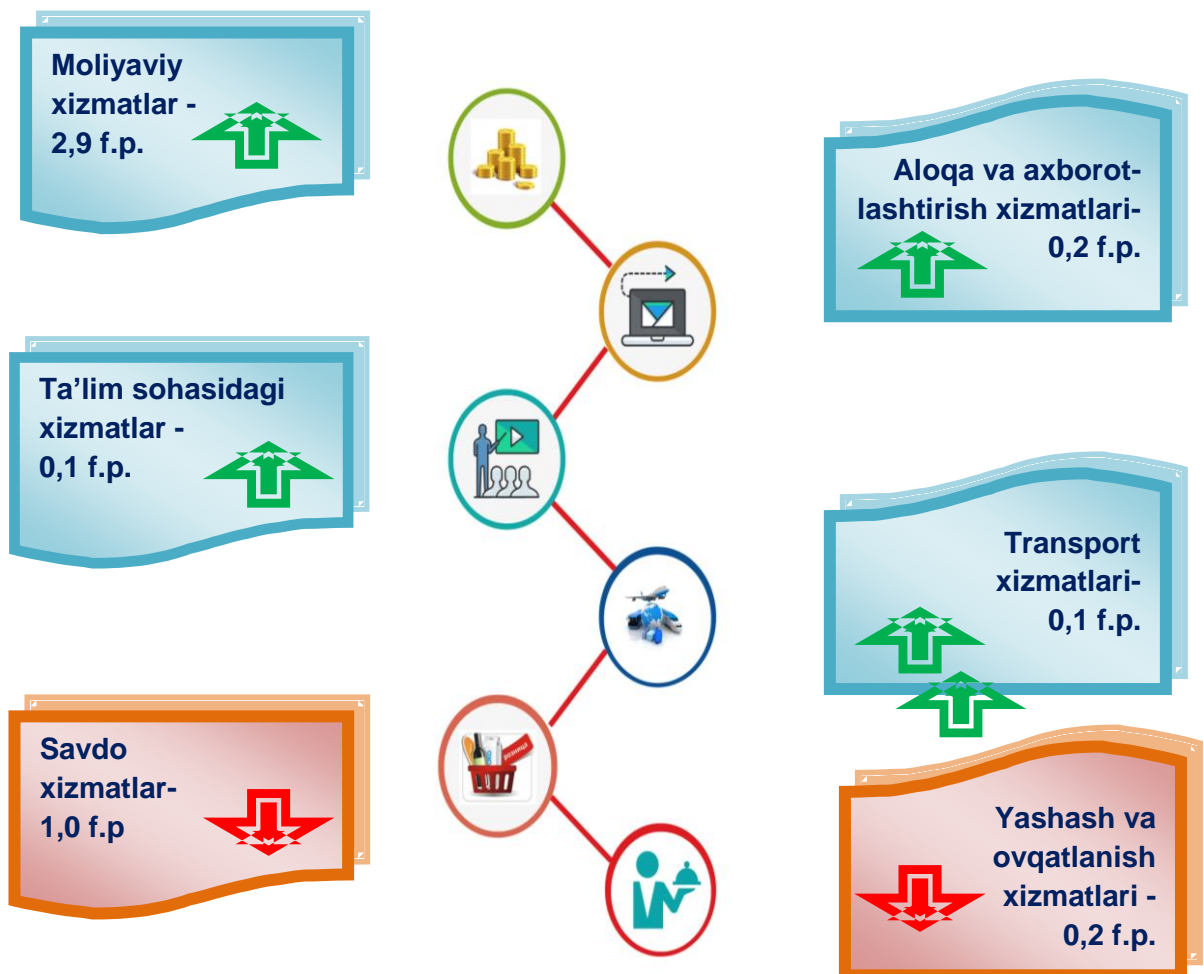 Moliyaviy
xizmatlar -
2,9 f.p.
Aloqa va axborot-
lashtirish xizmatlari-
0,2 f.p.
Ta’lim sohasidagi
xizmatlar -
0,1 f.p.
Transport
xizmatlari-
0,1 f.p.
Savdo
xizmatlar-
1,0 f.p
Yashash va
ovqatlanish
xizmatlari -
0,2 f.p.